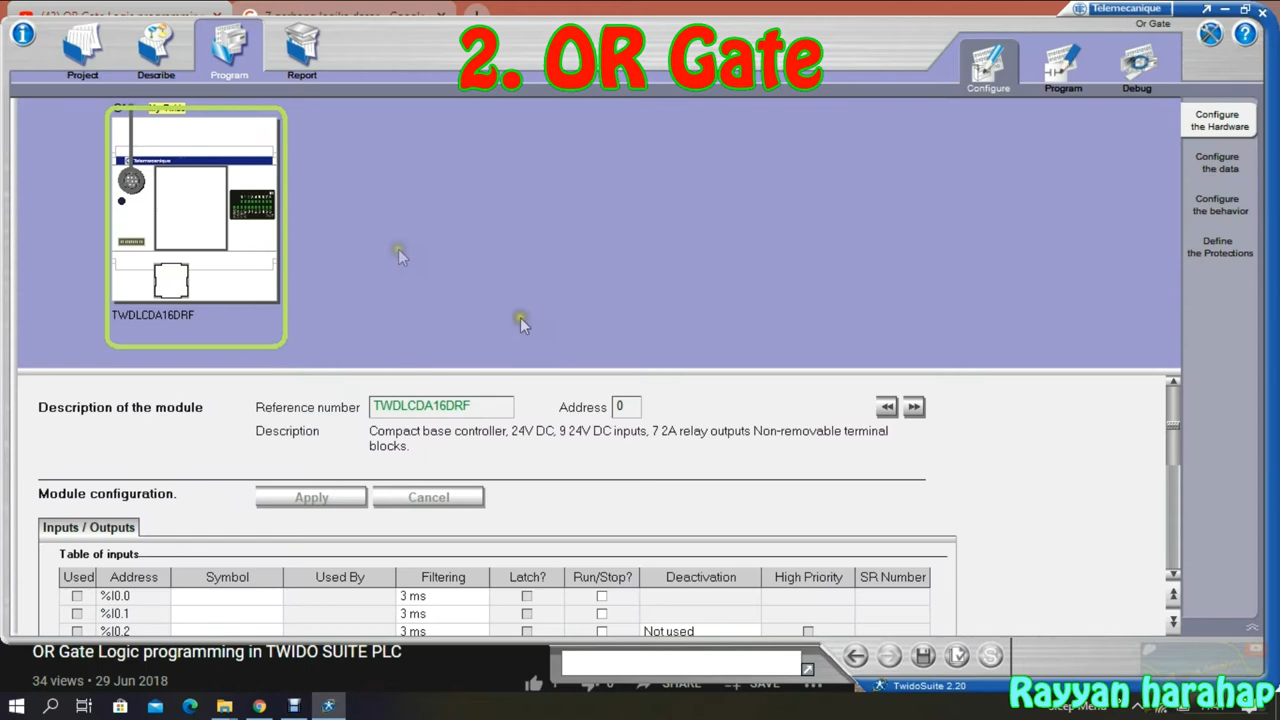 Telemecanique
Or Gate
2. OR Gate
Project
Describe
Program
Report
Configure
Program
Debug
Configure
the Hardware
Configure
the data
Configure
the behavior
Define
the Protections
My Twido
Telemecanique
TWDLCDA16DRF
Description of the module
Reference number TWDLCDA16DRF Address 0
Description Compact base controller, 24V DC, 9 24V DC inputs, 7 2A relay outputs Non-removable terminal
blocks.
Module configuration. Apply Cancel
Inputs / Outputs
Table of inputs
Used Address Symbol Used By Filtering Latch? Run/Stop? Deactivation High Priority SR Number
%I0.0 3 ms
%I0.1 3 ms
%I0.2 3 ms Not used
OR Gate Logic programming in TWIDO SUITE PLC
34 views • 29 Jun 2018
SHARE SAVE
TwidoSuite 2.20
Rayyan harahap